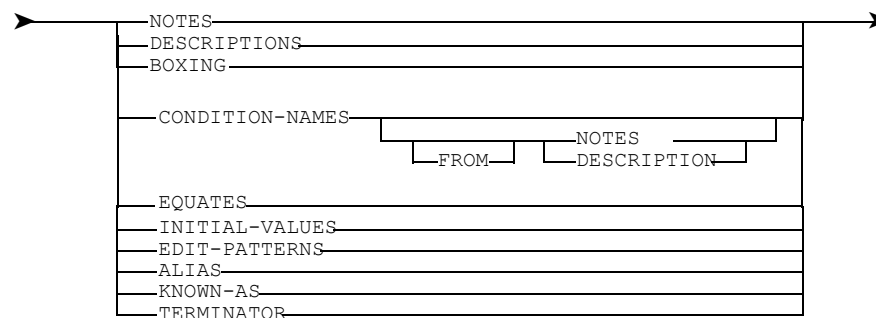 NOTES
DESCRIPTIONS
BOXING
CONDITION-NAMES
NOTES
FROM DESCRIPTION
EQUATES
INITIAL-VALUES
EDIT-PATTERNS
ALIAS
KNOWN-AS
TERMINATOR